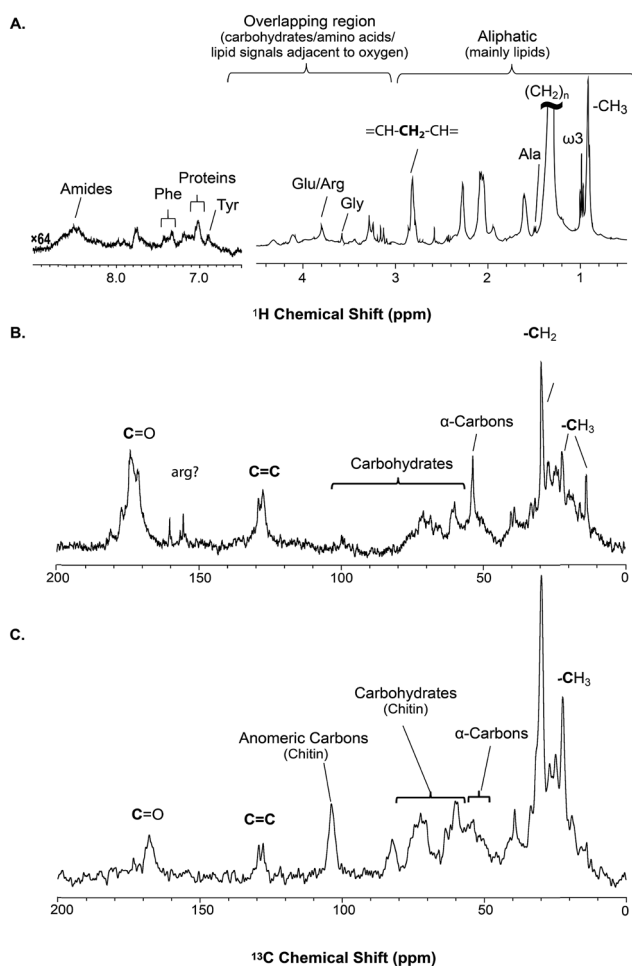 A.
Overlapping region
(carbohydrates/amino acids/
lipid signals adjacent to oxygen)
Aliphatic
(mainly lipids)
(CH₂)ₙ
-CH₃
=CH-CH₂-CH=
ω3
Ala
Amides
Phe
Proteins
Tyr
Glu/Arg
Gly
×64
8.0 7.0 4 3 2 1
¹H Chemical Shift (ppm)
B.
-CH₂
C=O
α-Carbons
-CH₃
arg?
C=C
Carbohydrates
200 150 100 50 0
C.
Carbohydrates
(Chitin)
-CH₃
Anomeric Carbons
(Chitin)
α-Carbons
C=O
C=C
200 150 100 50 0
¹³C Chemical Shift (ppm)